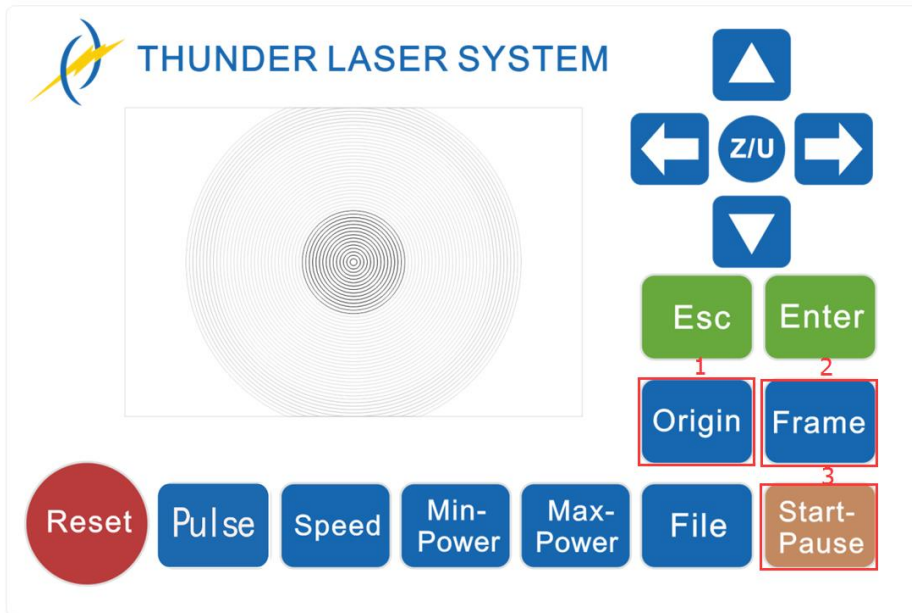 THUNDER LASER SYSTEM
Z/U
Esc
Enter
1
2
Origin
Frame
3
Reset
Pulse
Speed
Min-
Power
Max-
Power
File
Start-
Pause